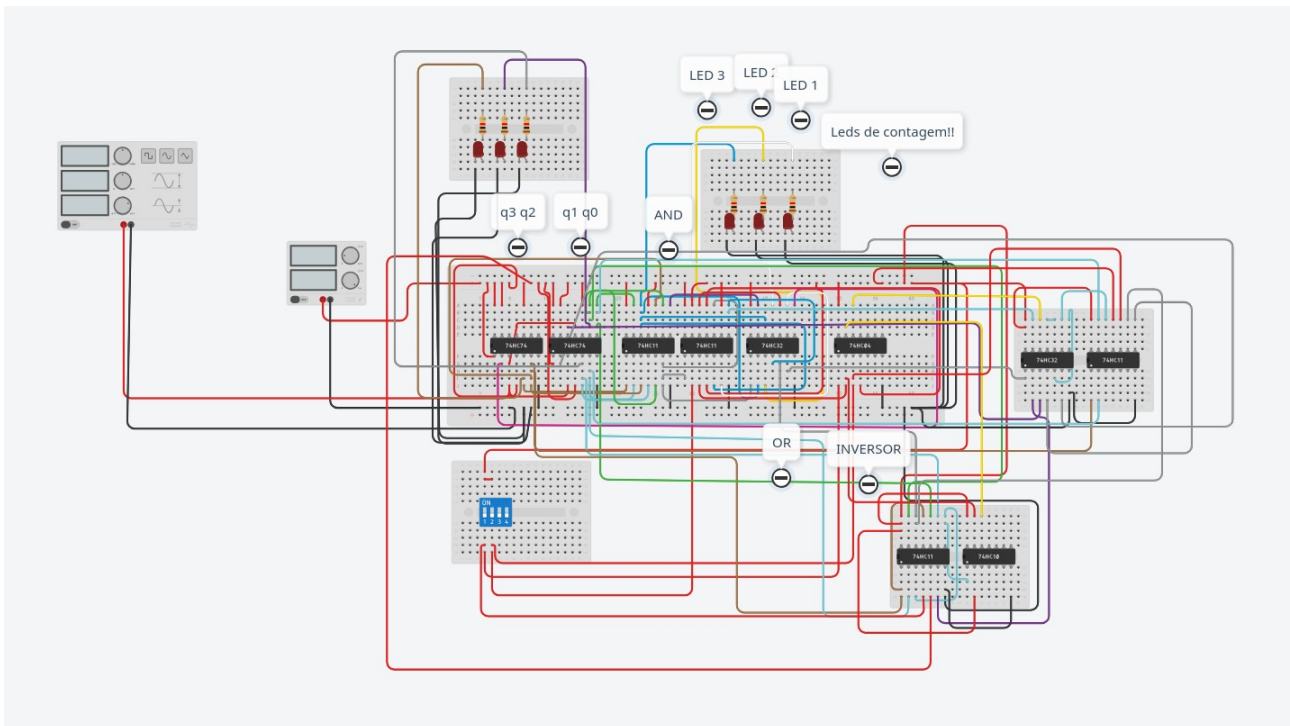 LED 3
LED 2
LED 1
Leds de contagem!!
q3 q2
q1 q0
AND
74HC74
74HC74
74HC11
74HC11
74HC32
74HC04
74HC32
74HC11
OR
INVERSOR
ON
1 2 3 4
74HC11
74HC10